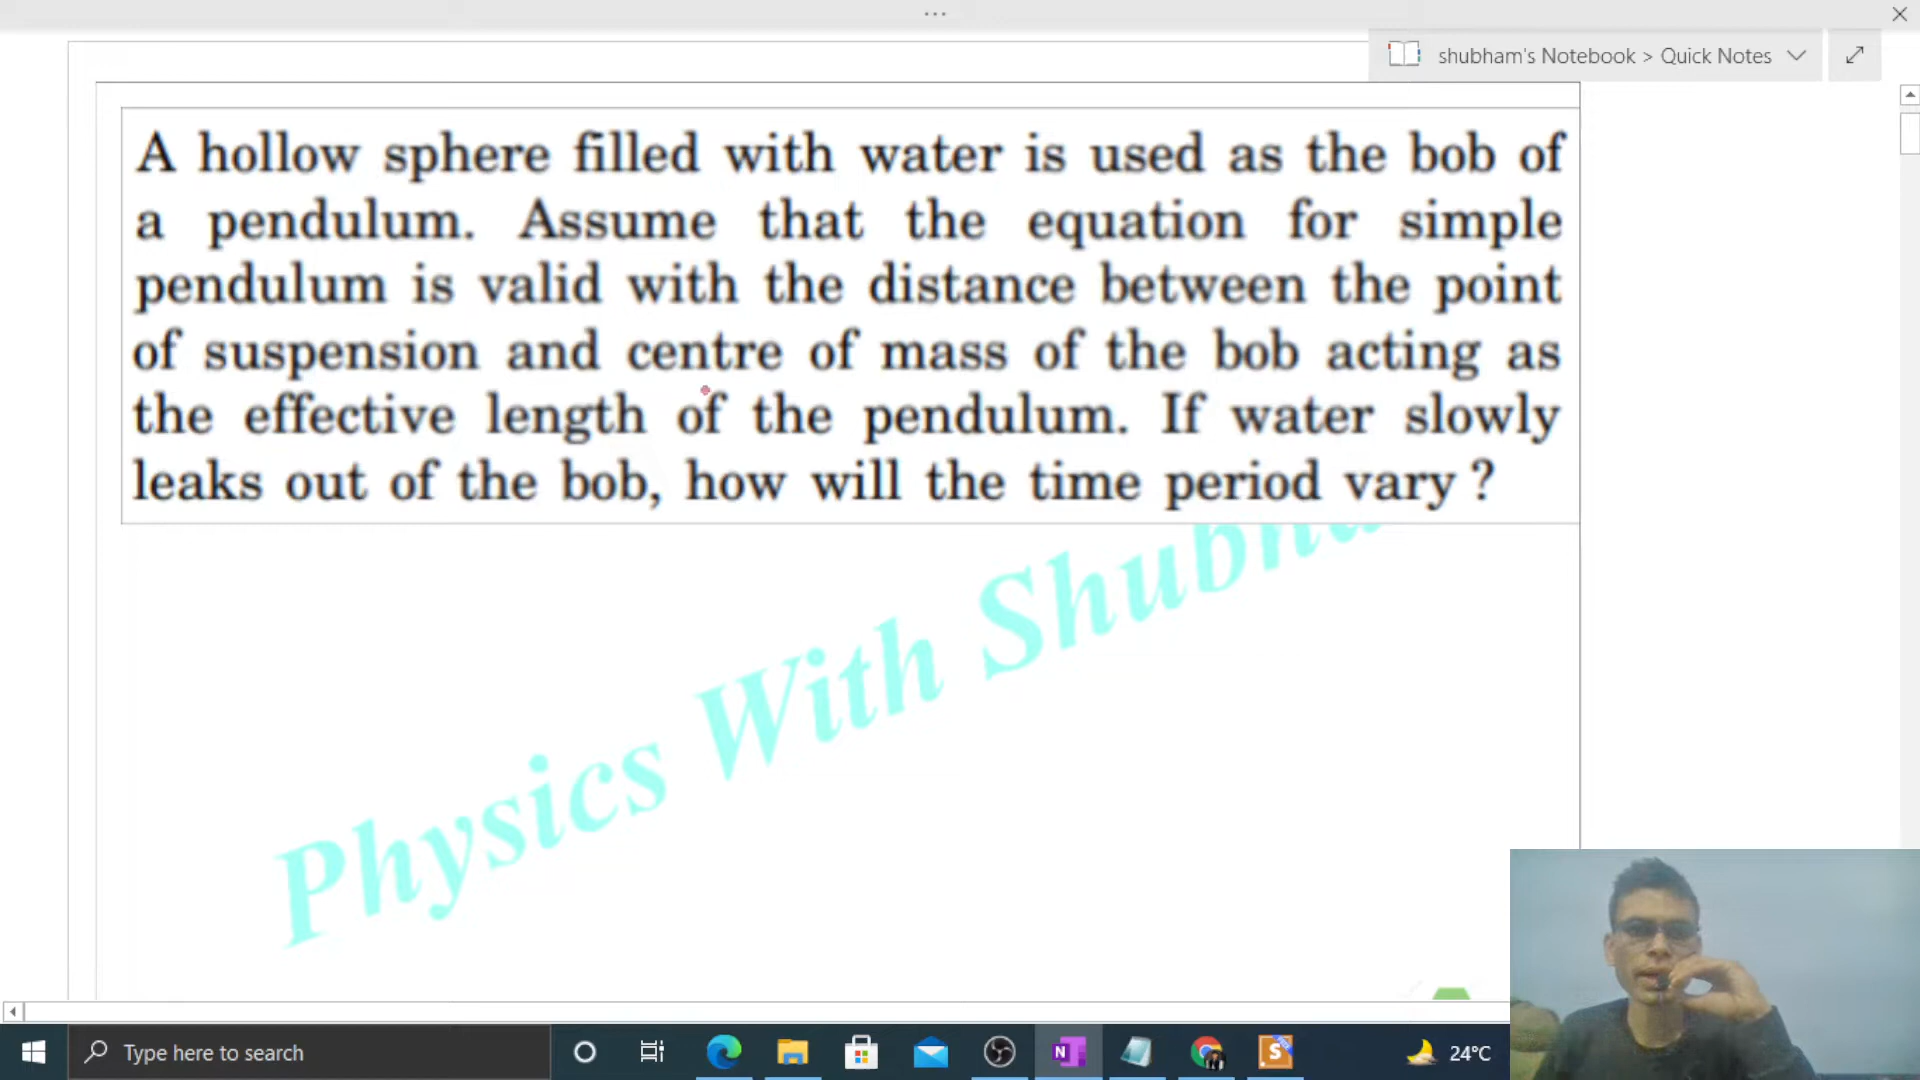 ...
shubham's Notebook > Quick Notes
A hollow sphere filled with water is used as the bob of
a pendulum. Assume that the equation for simple
pendulum is valid with the distance between the point
of suspension and centre of mass of the bob acting as
the effective length of the pendulum. If water slowly
leaks out of the bob, how will the time period vary ?
Physics With
Type here to search
N
S
24°C